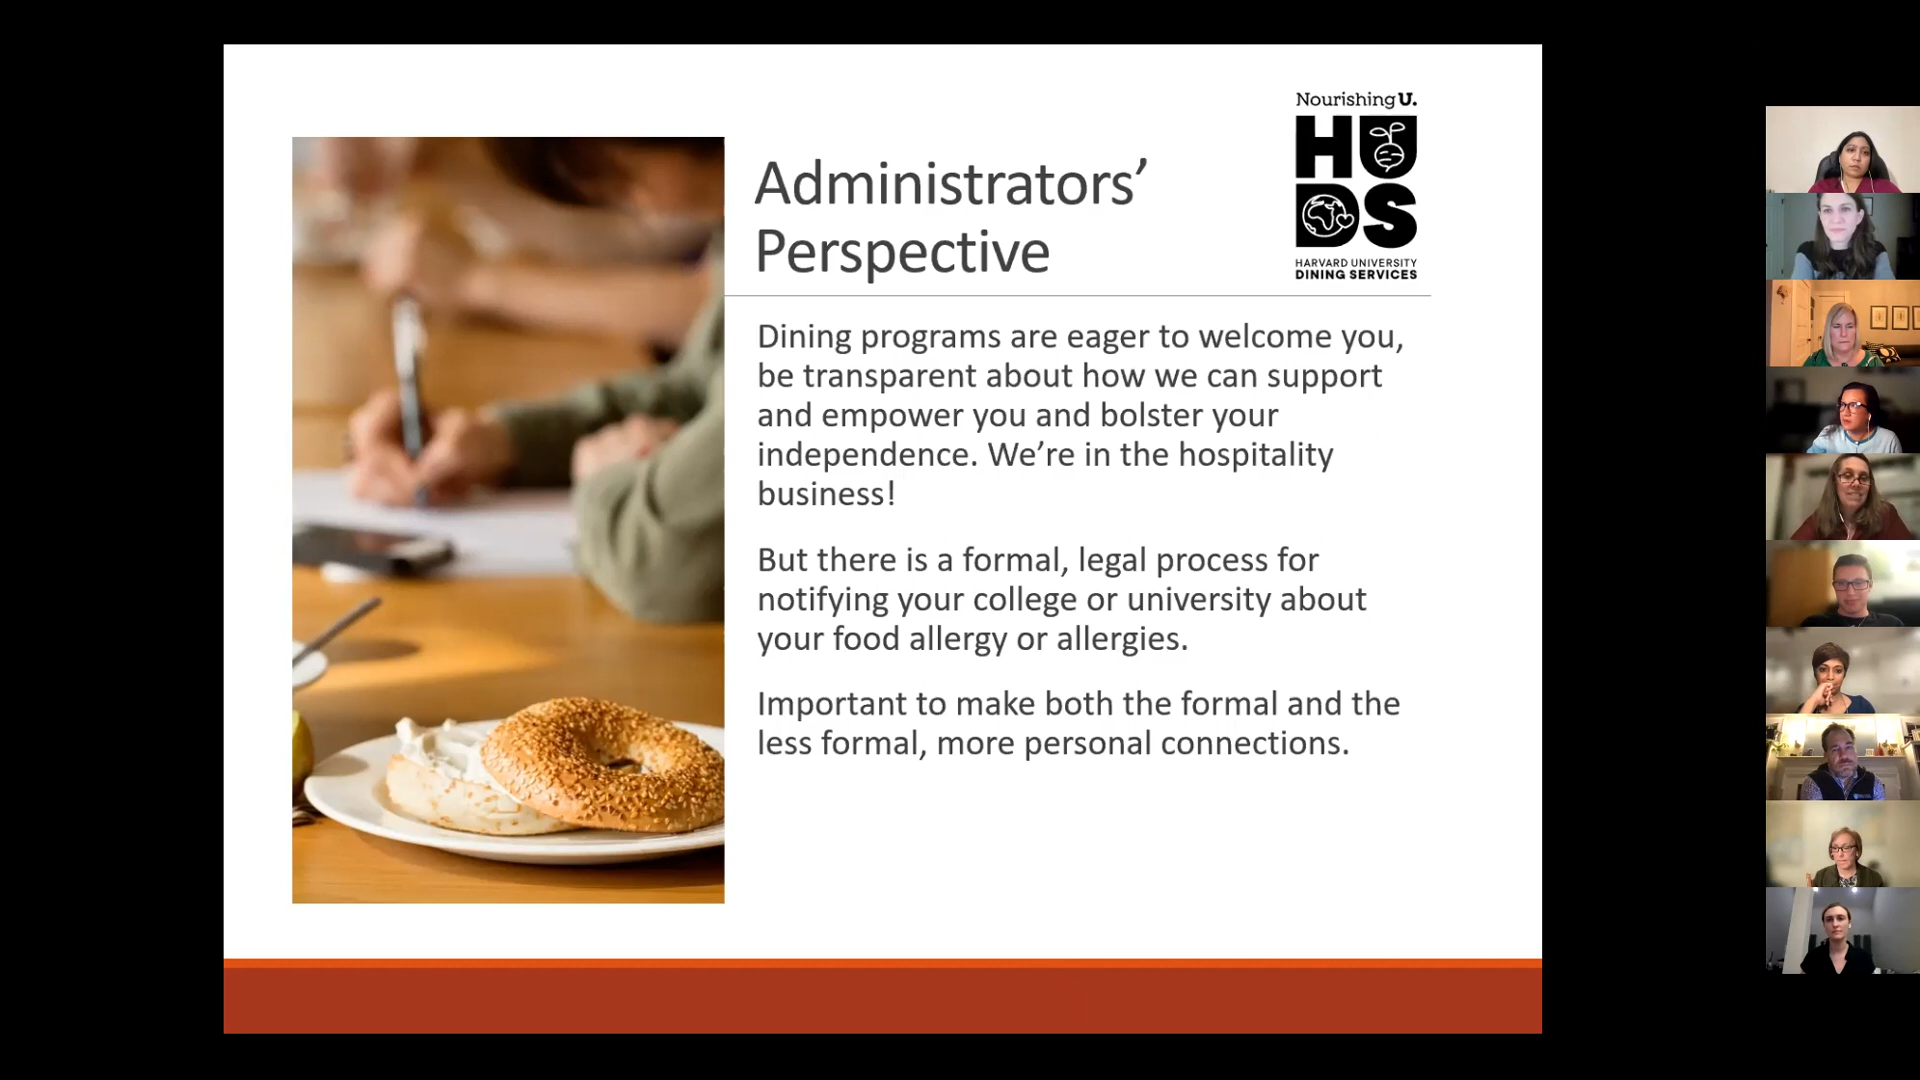 Nourishing U.
HU
DS
HARVARD UNIVERSITY
DINING SERVICES
Administrators’
Perspective
Dining programs are eager to welcome you,
be transparent about how we can support
and empower you and bolster your
independence. We’re in the hospitality
business!
But there is a formal, legal process for
notifying your college or university about
your food allergy or allergies.
Important to make both the formal and the
less formal, more personal connections.